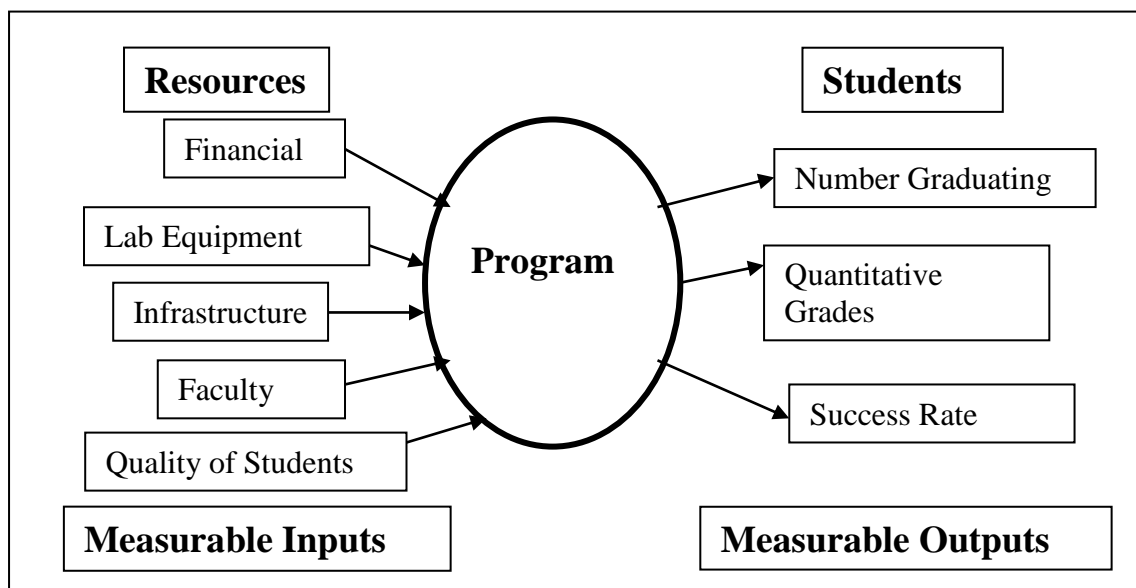 Resources
Students
Financial
Number Graduating
Lab Equipment
Program
Quantitative
Grades
Infrastructure
Faculty
Success Rate
Quality of Students
Measurable Inputs
Measurable Outputs